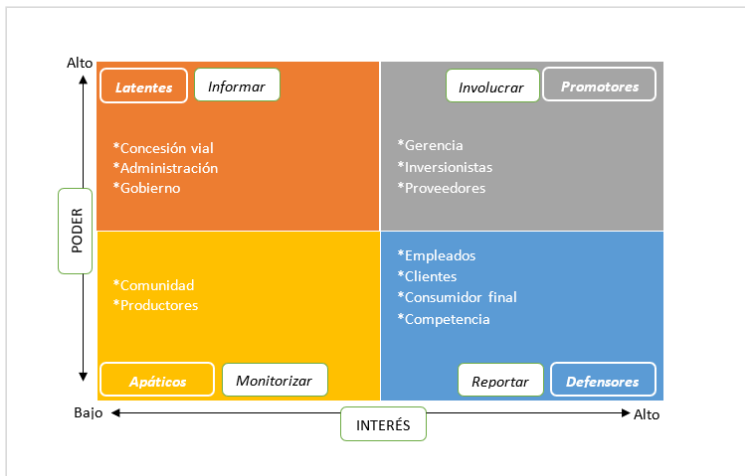 Alto
Latentes Informar
Involucrar Promotores
*Concesión vial
*Administración
*Gobierno
*Gerencia
*Inversionistas
*Proveedores
PODER
*Comunidad
*Productores
*Empleados
*Clientes
*Consumidor final
*Competencia
Apáticos Monitorizar
Reportar Defensores
Bajo
INTERÉS
Alto